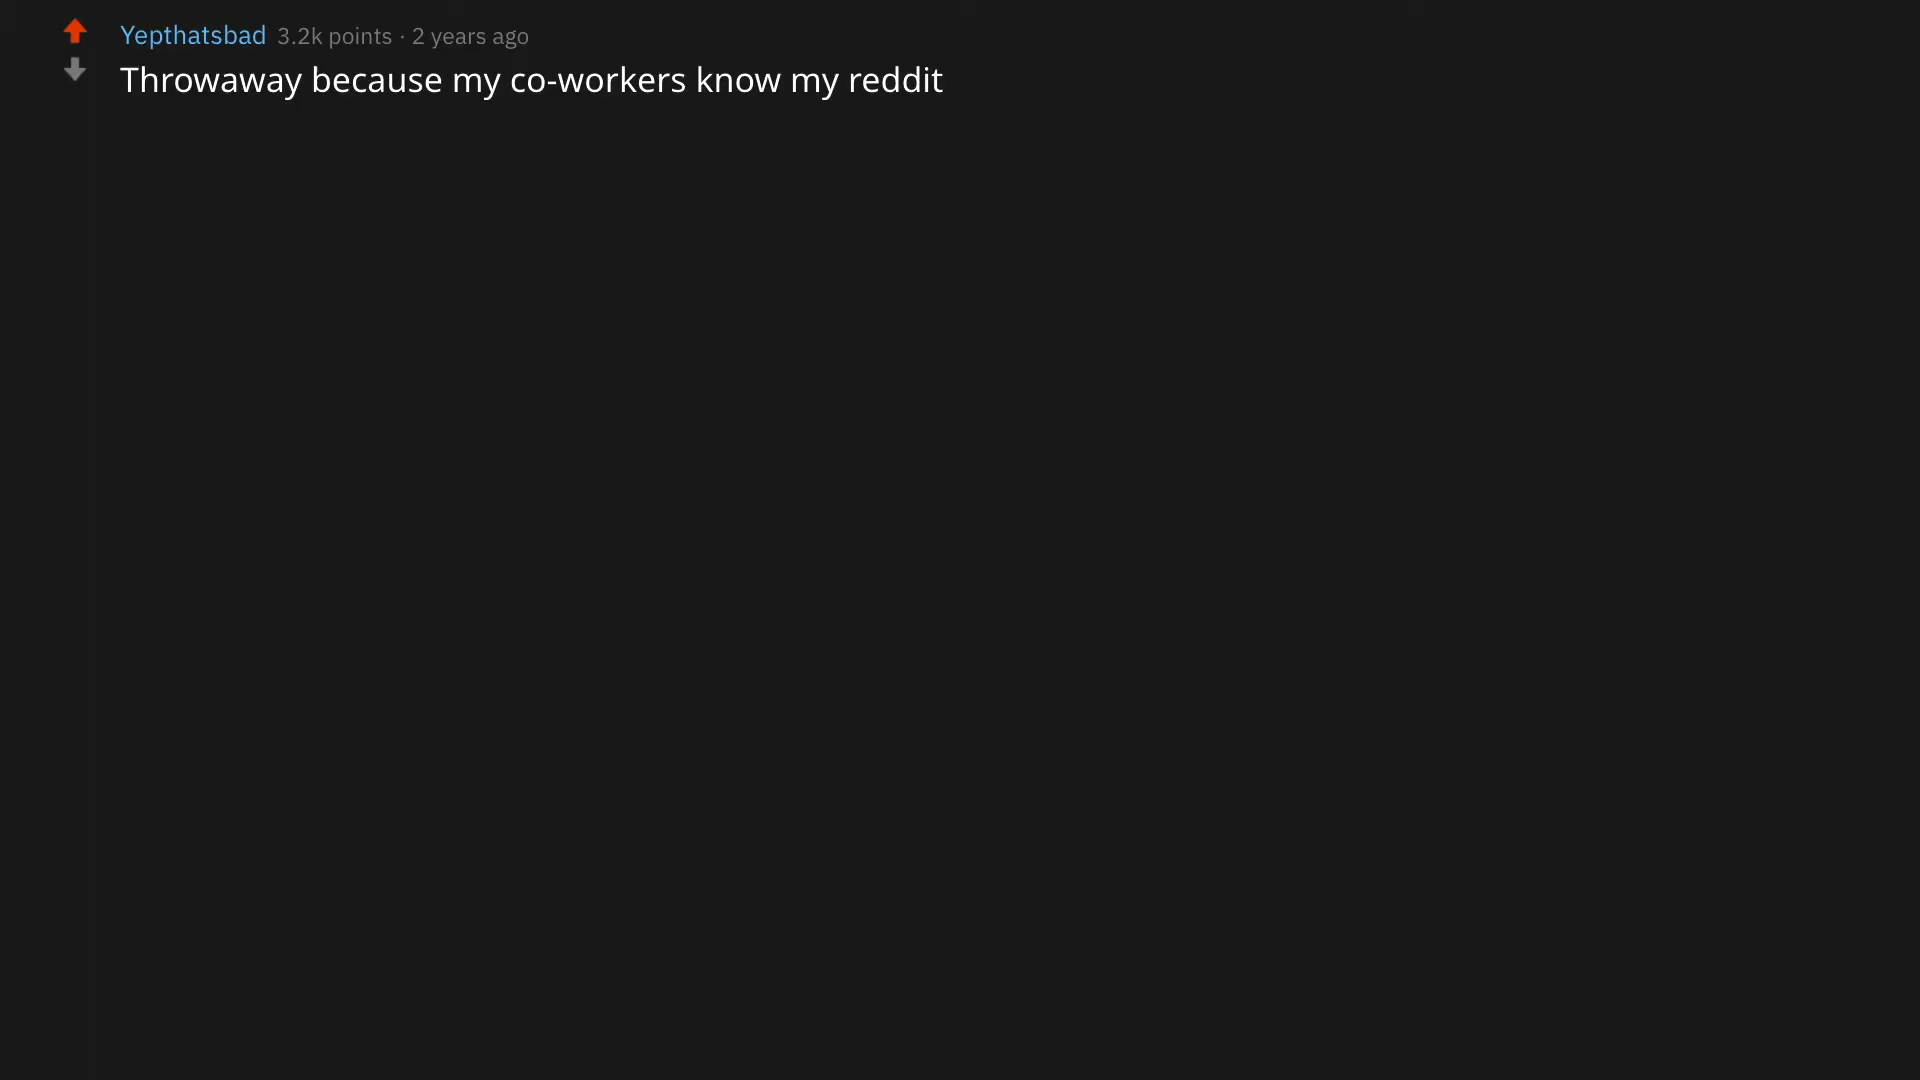 Yepthatsbad 3.2k points · 2 years ago
Throwaway because my co-workers know my reddit